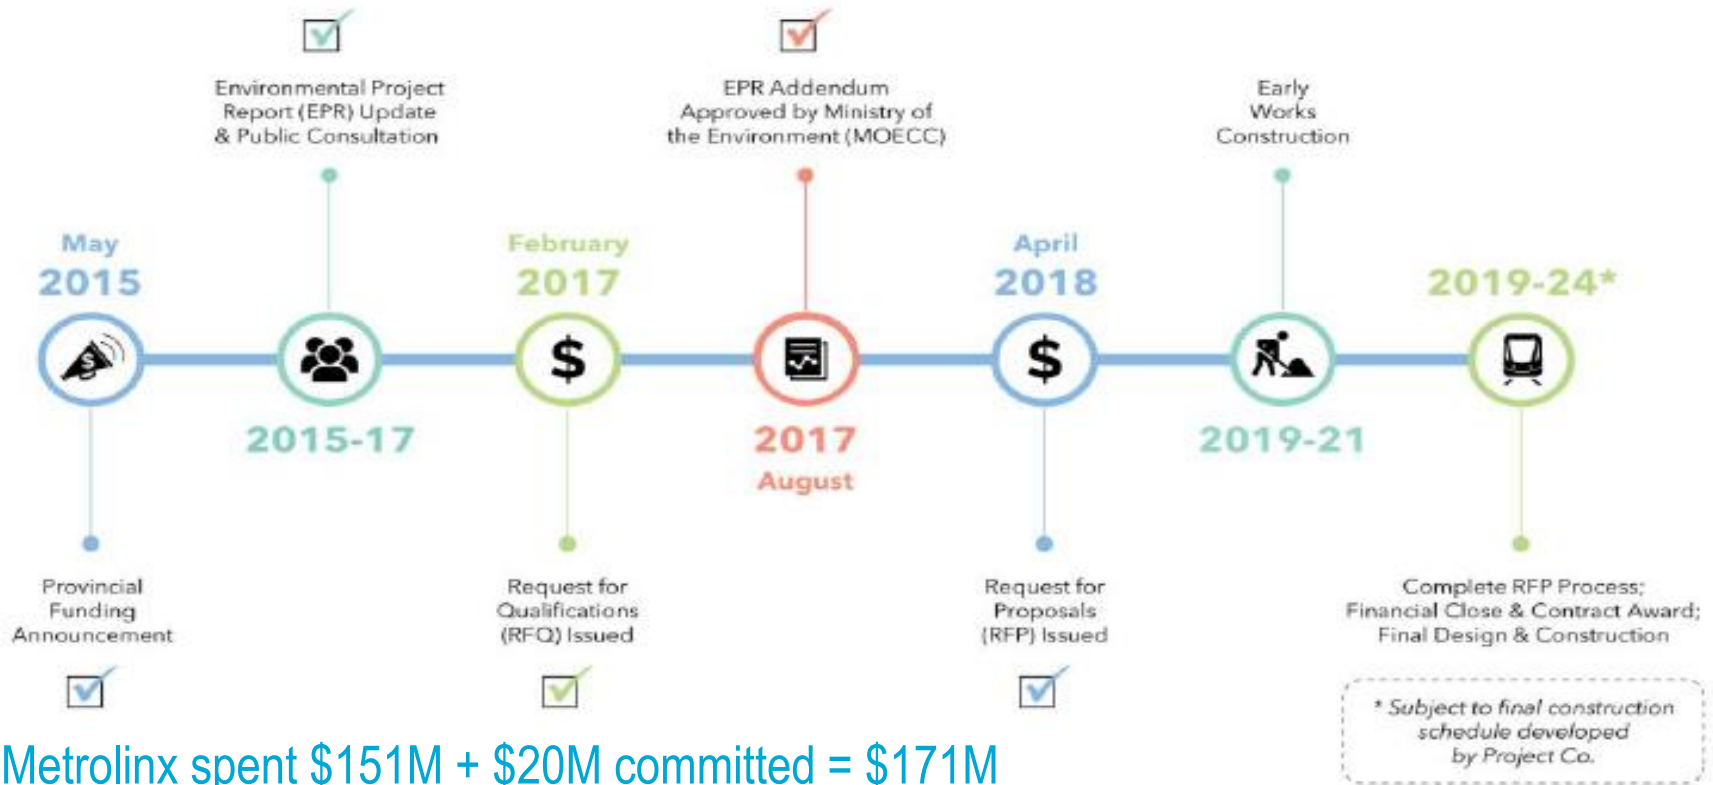 Environmental Project
Report (EPR) Update
& Public Consultation
EPR Addendum
Approved by Ministry of
the Environment (MOECC)
Early
Works
Construction
May
2015
February
2017
April
2018
2019-24*
$
$
$
2015-17
2017
August
2019-21
Provincial
Funding
Announcement
Request for
Qualifications
(RFQ) Issued
Request for
Proposals
(RFP) Issued
Complete RFP Process;
Financial Close & Contract Award;
Final Design & Construction
* Subject to final construction
schedule developed
by Project Co.
Metrolinx spent $151M + $20M committed = $171M